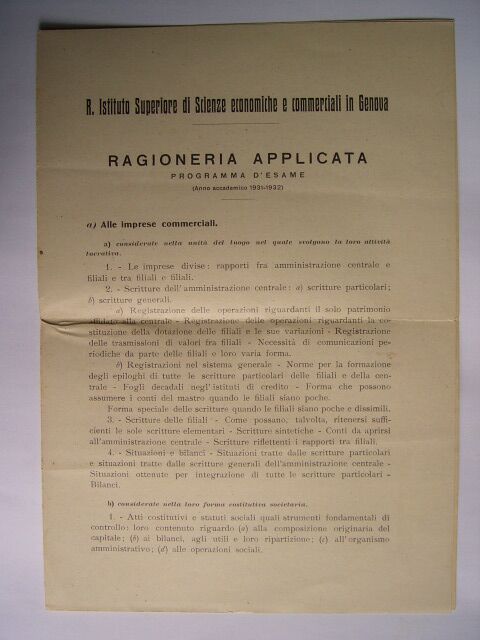 R. Istituto Superiore di Scienze economiche e commerciali in Genova
RAGIONERIA APPLICATA
PROGRAMMA D'ESAME
(Anno accademico 1931-1932)
a) Alle imprese commerciali.
a) considerate nella unità del luogo nel quale svolgono la loro attività
lucrativa.
1. - Le imprese divise: rapporti fra amministrazione centrale e
filiali e tra filiali e filiali.
2. - Scritture dell'amministrazione centrale: a) scritture particolari;
b) scritture generali.
a) Registrazione delle operazioni riguardanti il solo patrimonio
affidato alla centrale - Registrazione delle operazioni riguardanti la co-
stituzione della dotazione delle filiali e le sue variazioni - Registrazione
delle trasmissioni di valori fra filiali - Necessità di comunicazioni pe-
riodiche da parte delle filiali e loro varia forma.
b) Registrazioni nel sistema generale - Norme per la formazione
degli epiloghi di tutte le scritture particolari delle filiali e della cen-
trale - Fogli decadali negl'istituti di credito - Forma che possono
assumere i conti del mastro quando le filiali siano poche.
Forma speciale delle scritture quando le filiali siano poche e dissimili.
3. - Scritture delle filiali - Come possano, talvolta, ritenersi suf-
ficienti le sole scritture elementari - Scritture sintetiche - Conti da aprirsi
all'amministrazione centrale - Scritture riflettenti i rapporti tra filiali.
4. - Situazioni e bilanci - Situazioni tratte dalle scritture particolari
e situazioni tratte dalle scritture generali dell'amministrazione centrale -
Situazioni ottenute per integrazione di tutte le scritture particolari -
Bilanci.
b) considerate nella loro forma costitutiva societaria.
1. - Atti costitutivi e statuti sociali quali strumenti fondamentali di
controllo: loro contenuto riguardo (a) alla composizione originaria del
capitale; (b) ai bilanci, agli utili e loro ripartizione; (c) all'organismo
amministrativo; (d) alle operazioni sociali.